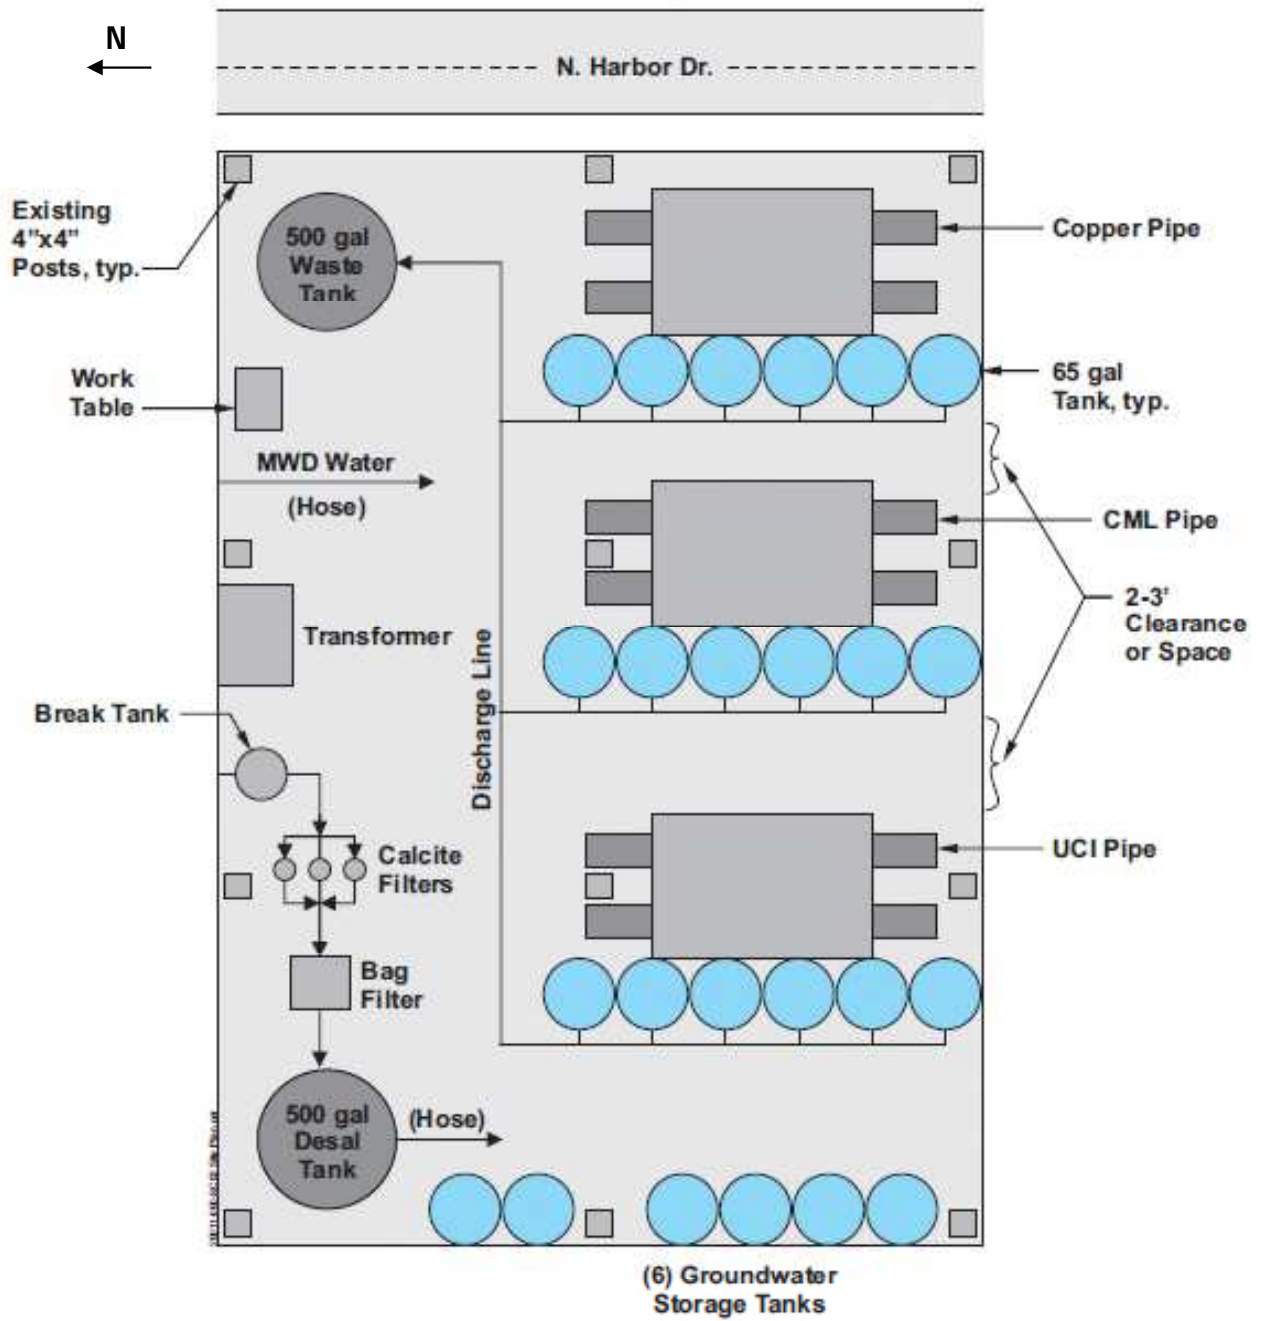 N
N. Harbor Dr.
Existing
4"x4"
Posts, typ.
500 gal
Waste
Tank
Copper Pipe
Work
Table
65 gal
Tank, typ.
MWD Water
(Hose)
CML Pipe
2-3'
Clearance
or Space
Transformer
Discharge Line
Break Tank
Calcite
Filters
UCI Pipe
Bag
Filter
500 gal
Desal
Tank
(Hose)
(6) Groundwater
Storage Tanks